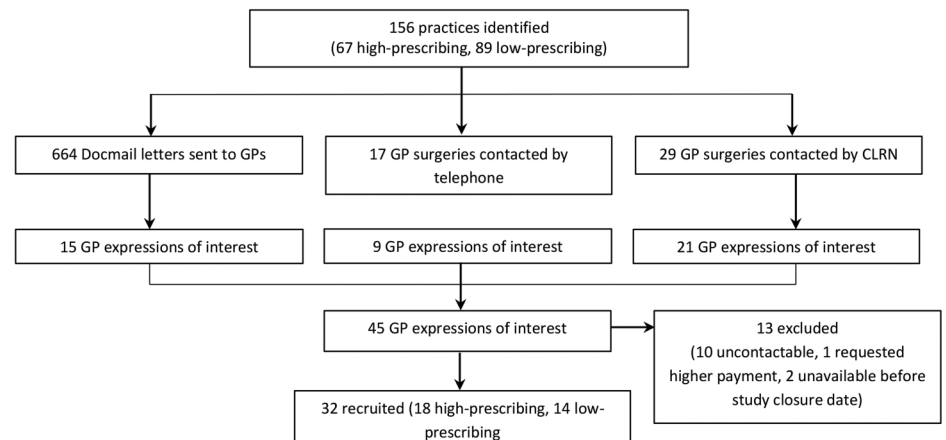 156 practices identified
(67 high-prescribing, 89 low-prescribing)
664 Docmail letters sent to GPs
17 GP surgeries contacted by
telephone
29 GP surgeries contacted by CLRN
15 GP expressions of interest
9 GP expressions of interest
21 GP expressions of interest
45 GP expressions of interest
13 excluded
(10 uncontactable, 1 requested
higher payment, 2 unavailable before
study closure date)
32 recruited (18 high-prescribing, 14 low-
prescribing